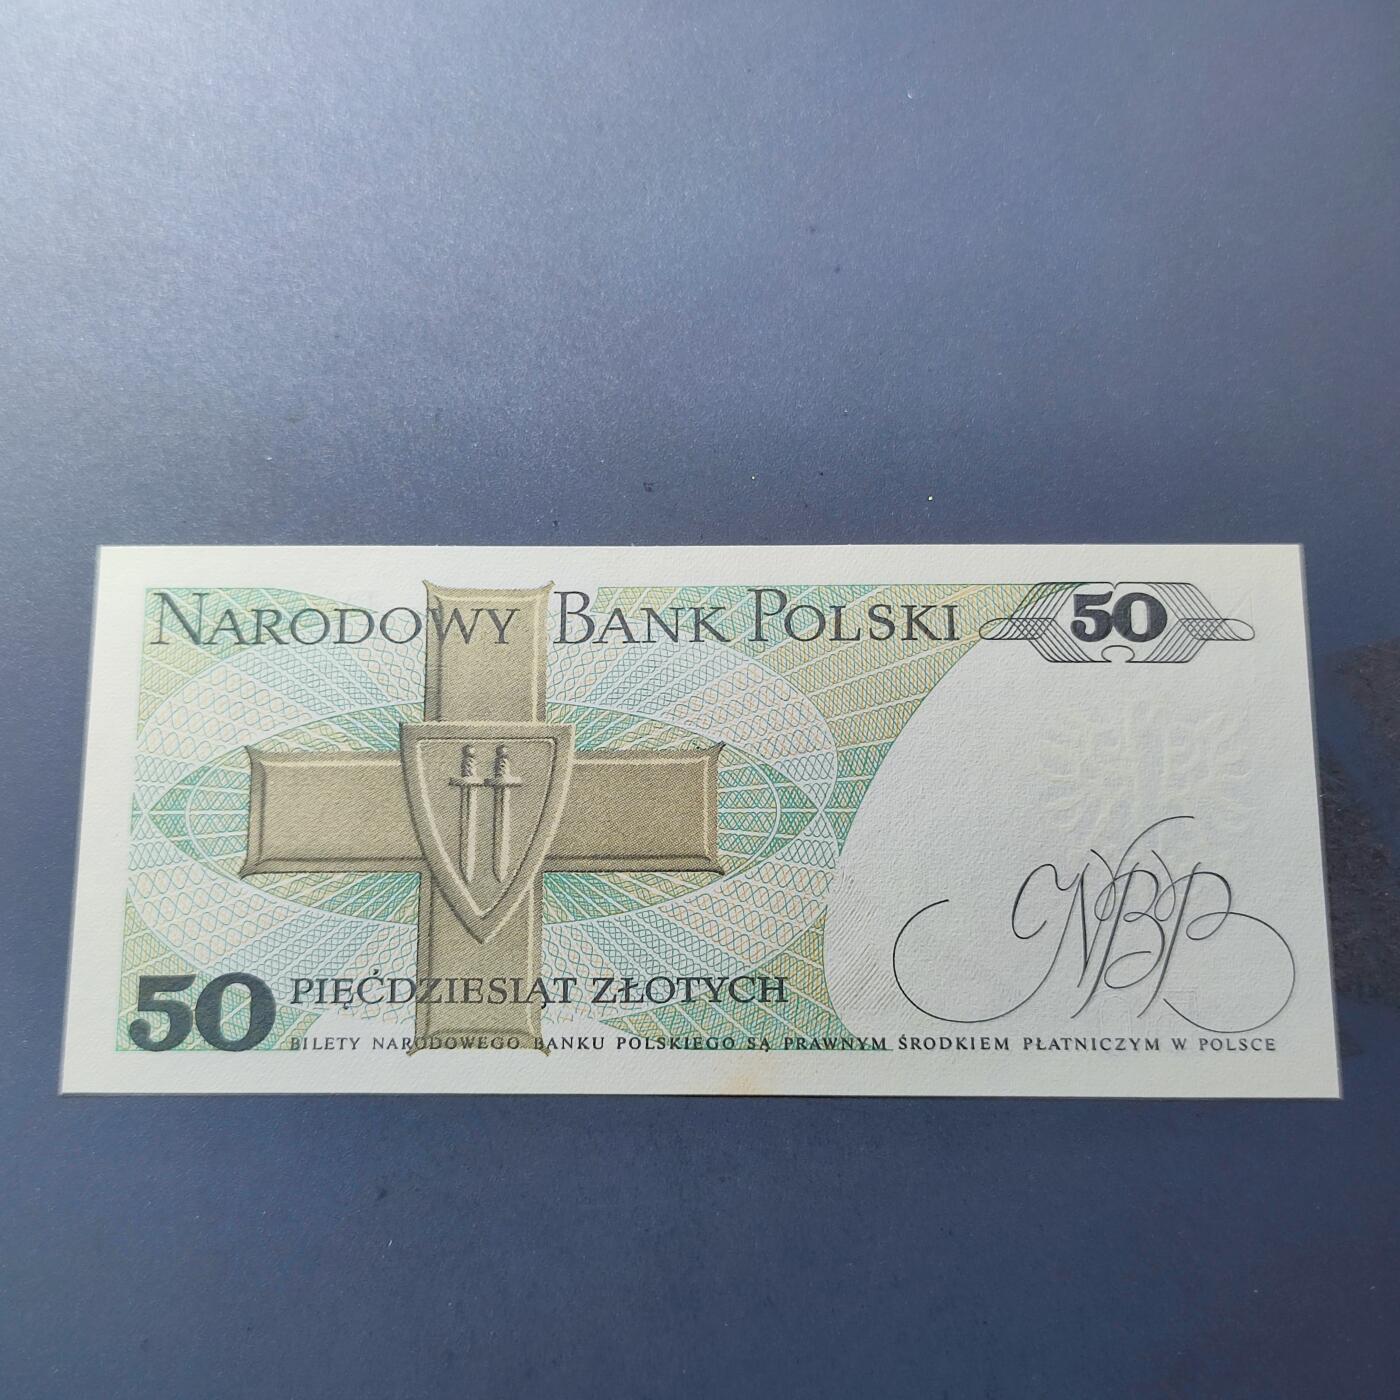 NARODOWY BANK POLSKI
50
NBP
50
PIĘĆDZIESIĄT ZŁOTYCH
BILETY NARODOWEGO BANKU POLSKIEGO SĄ PRAWNYM ŚRODKIEM PŁATNICZYM W POLSCE